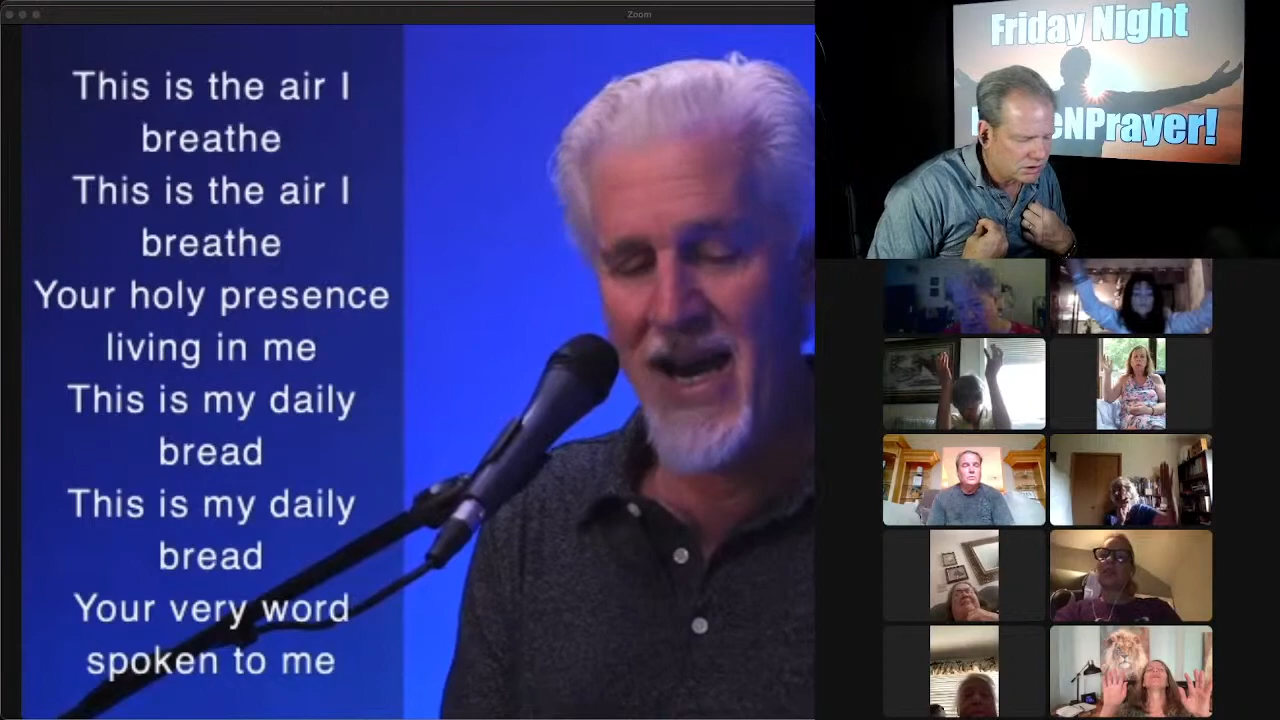 Zoom
This is the air I
breathe
This is the air I
breathe
Your holy presence
living in me
This is my daily
bread
This is my daily
bread
Your very word
spoken to me
Friday Night
eNPrayer!